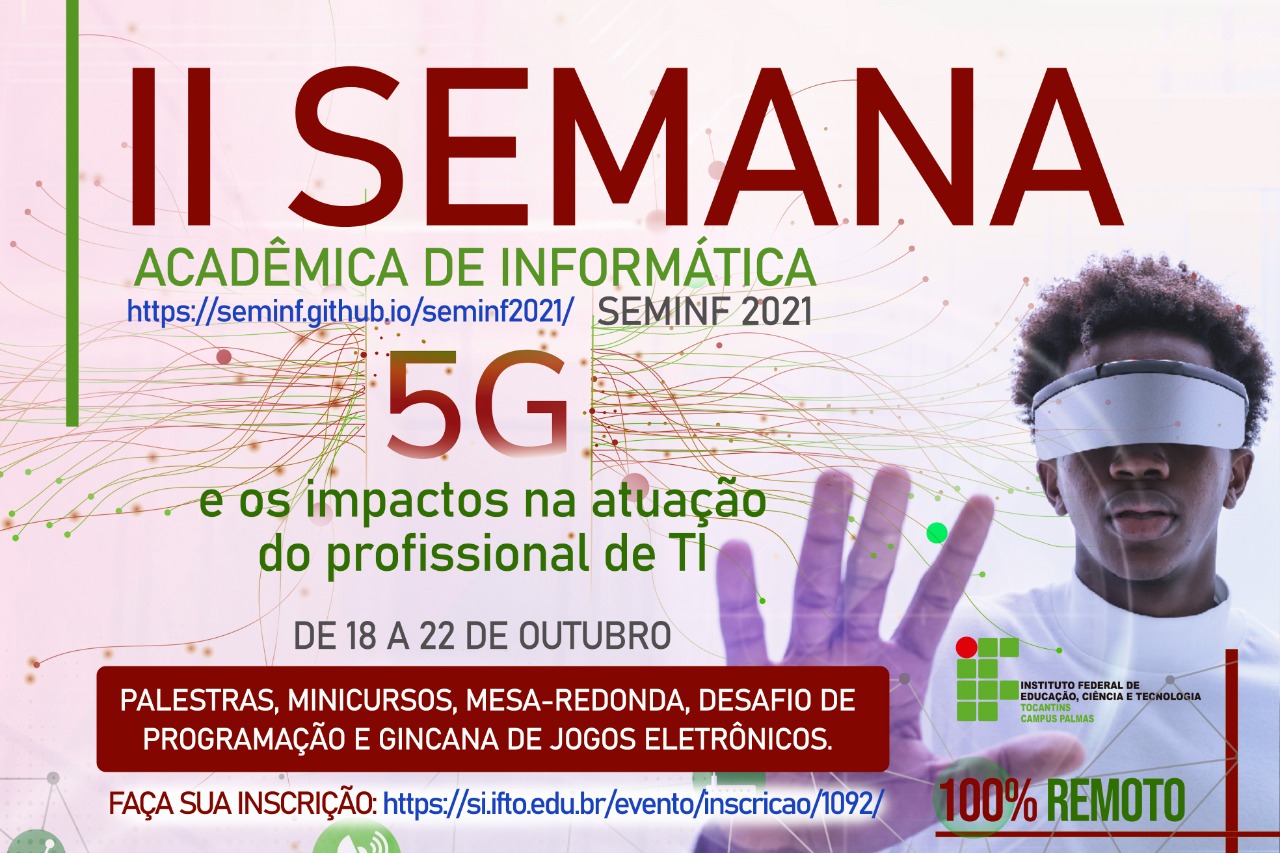 II SEMANA
ACADÊMICA DE INFORMÁTICA
https://seminf.github.io/seminf2021/ SEMINF 2021
5G
e os impactos na atuação
do profissional de TI
DE 18 A 22 DE OUTUBRO
PALESTRAS, MINICURSOS, MESA-REDONDA, DESAFIO DE
PROGRAMAÇÃO E GINCANA DE JOGOS ELETRÔNICOS.
FAÇA SUA INSCRIÇÃO: https://si.ifto.edu.br/evento/inscricao/1092/
INSTITUTO FEDERAL DE
EDUCAÇÃO, CIÊNCIA E TECNOLOGIA
TOCANTINS
CAMPUS PALMAS
100% REMOTO